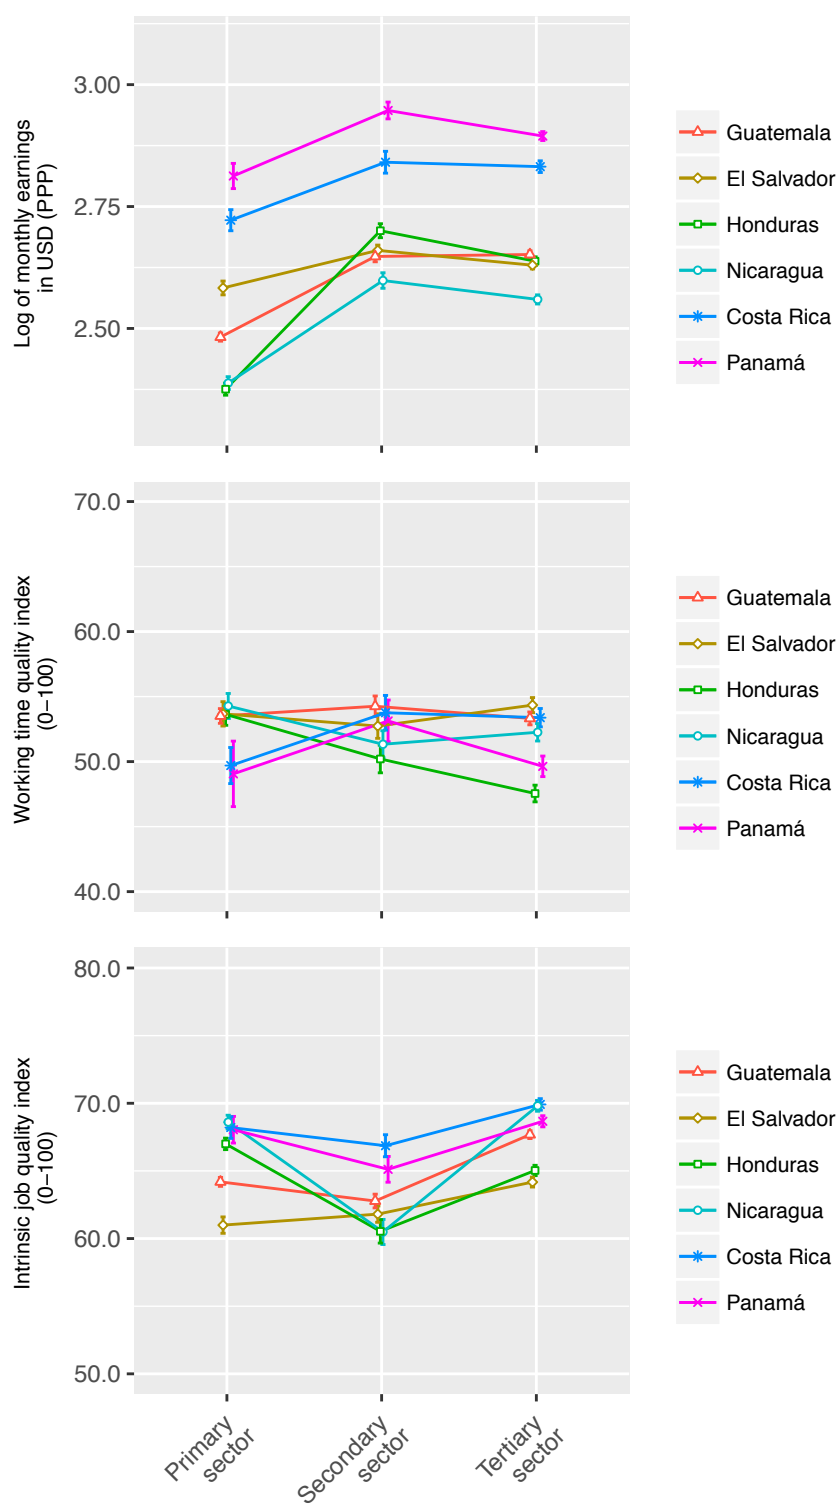 Log of monthly earnings
in USD (PPP)
3.00
2.75
2.50
Guatemala
El Salvador
Honduras
Nicaragua
Costa Rica
Panamá
Working time quality index
(0−100)
70.0
60.0
50.0
40.0
Guatemala
El Salvador
Honduras
Nicaragua
Costa Rica
Panamá
Intrinsic job quality index
(0−100)
80.0
70.0
60.0
50.0
Guatemala
El Salvador
Honduras
Nicaragua
Costa Rica
Panamá
Primary
sector
Secondary
sector
Tertiary
sector